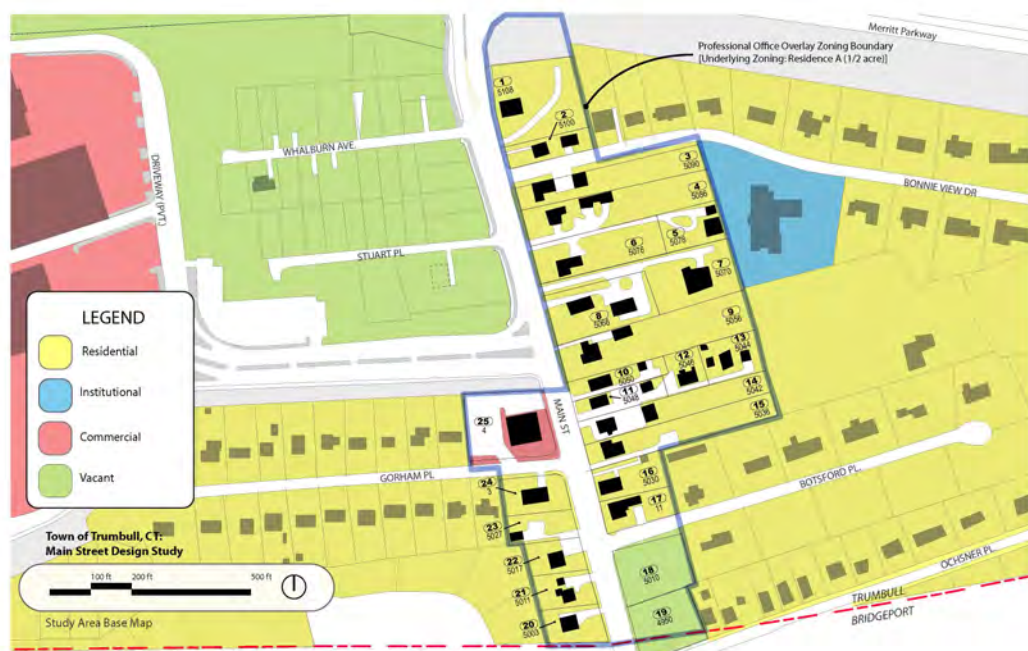 Merritt Parkway
Professional Office Overlay Zoning Boundary
[Underlying Zoning: Residence A (1/2 acre)]
1
5108
2
5100
WHALBURN AVE.
3
5090
4
5086
BONNIE VIEW DR
DRIVEWAY (PVT.)
5
5078
6
5076
STUART PL
7
5070
8
5066
9
5056
LEGEND
Residential
Institutional
Commercial
Vacant
10
5050
11
5048
12
5046
13
5044
14
5042
15
5036
MAIN ST
25
4
GORHAM PL
24
3
16
5030
17
11
BOTSFORD PL.
23
5027
22
5017
21
5011
20
5003
18
5010
19
4950
OCHSNER PL.
TRUMBULL
BRIDGEPORT
Town of Trumbull, CT:
Main Street Design Study
100 ft 200 ft 500 ft
Study Area Base Map